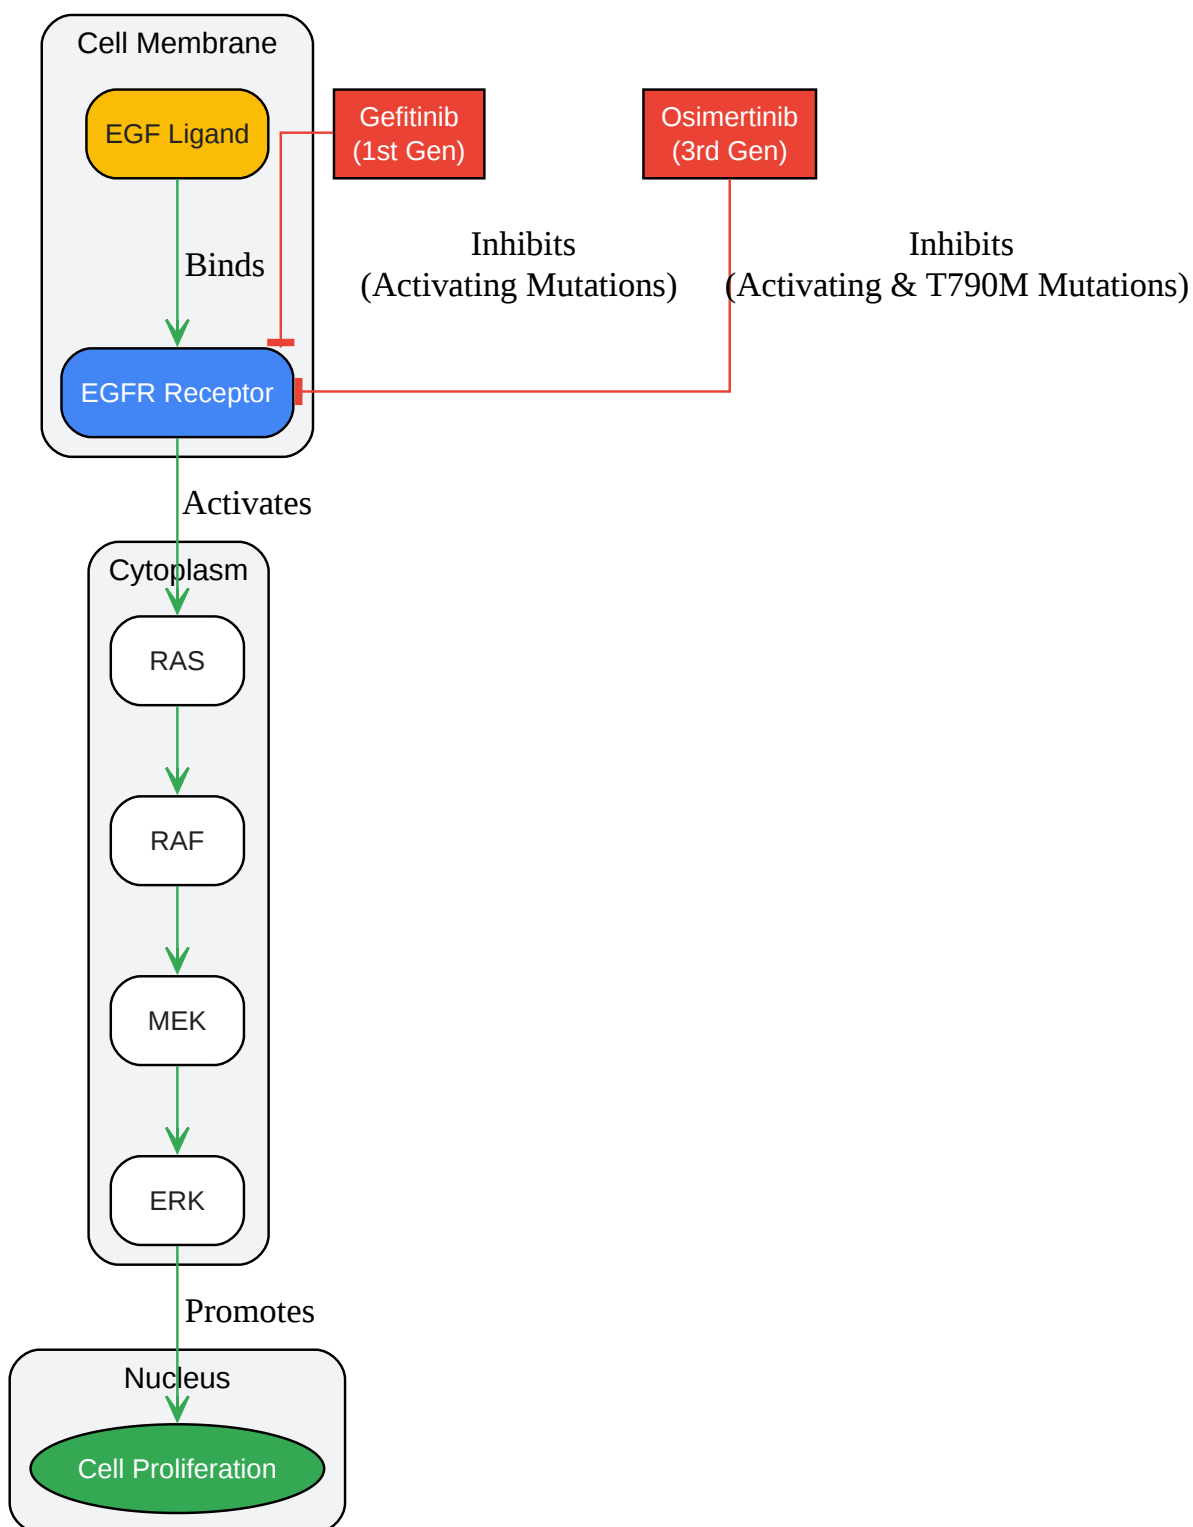 Cell Membrane
EGF Ligand
Gefitinib
(1st Gen)
Osimertinib
(3rd Gen)
Binds
Inhibits
(Activating Mutations)
Inhibits
(Activating & T790M Mutations)
EGFR Receptor
Activates
Cytoplasm
RAS
RAF
MEK
ERK
Promotes
Nucleus
Cell Proliferation